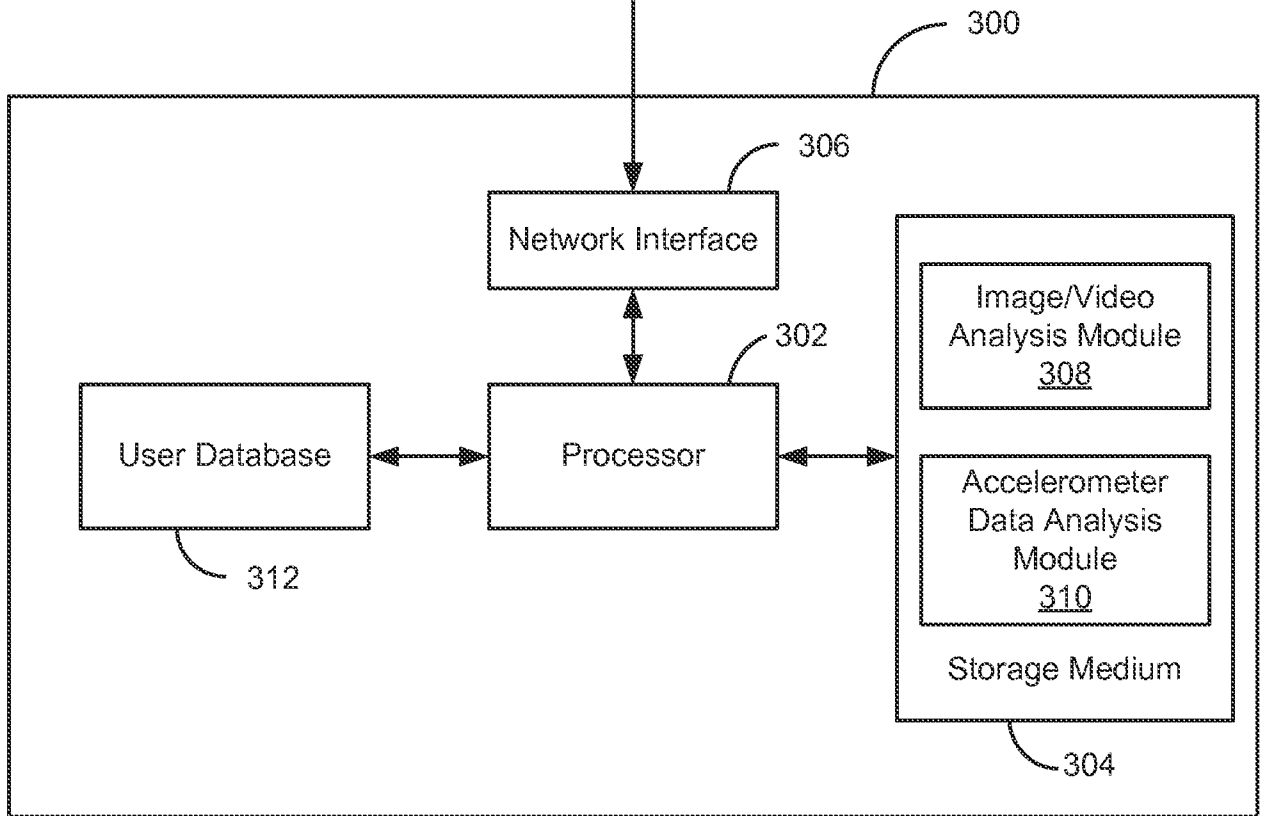 300
306
Network Interface
302
Processor
User Database
312
Image/Video
Analysis Module
308
Accelerometer
Data Analysis
Module
310
Storage Medium
304